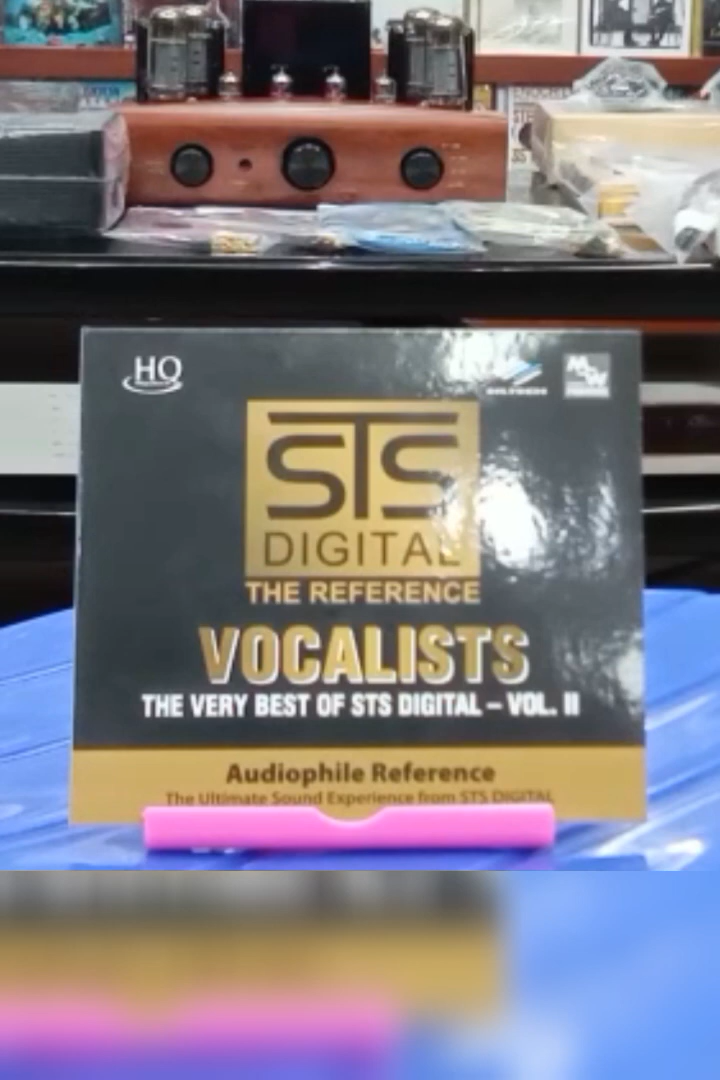 HQ
STS
DIGITAL
THE REFERENCE
VOCALISTS
THE VERY BEST OF STS DIGITAL – VOL. II
Audiophile Reference
The Ultimate Sound Experience from STS DIGITAL